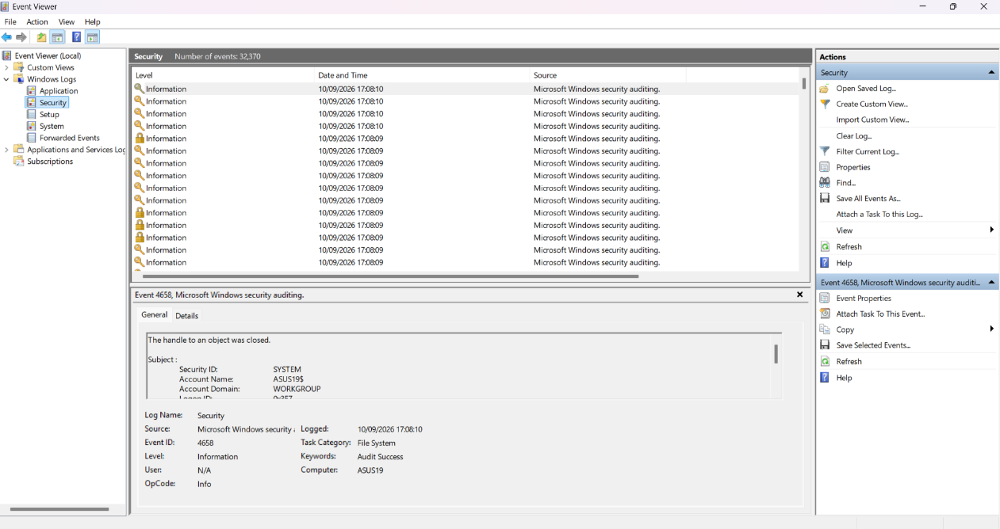 Event Viewer
File Action View Help
Event Viewer (Local)
Custom Views
Windows Logs
Application
Security
Setup
System
Forwarded Events
Applications and Services Log
Subscriptions
Security Number of events: 32,370
Level Date and Time Source
Information 10/09/2026 17:08:10 Microsoft Windows security auditing.
Information 10/09/2026 17:08:10 Microsoft Windows security auditing.
Information 10/09/2026 17:08:10 Microsoft Windows security auditing.
Information 10/09/2026 17:08:10 Microsoft Windows security auditing.
Information 10/09/2026 17:08:09 Microsoft Windows security auditing.
Information 10/09/2026 17:08:09 Microsoft Windows security auditing.
Information 10/09/2026 17:08:09 Microsoft Windows security auditing.
Information 10/09/2026 17:08:09 Microsoft Windows security auditing.
Information 10/09/2026 17:08:09 Microsoft Windows security auditing.
Information 10/09/2026 17:08:09 Microsoft Windows security auditing.
Information 10/09/2026 17:08:09 Microsoft Windows security auditing.
Information 10/09/2026 17:08:09 Microsoft Windows security auditing.
Information 10/09/2026 17:08:09 Microsoft Windows security auditing.
Information 10/09/2026 17:08:09 Microsoft Windows security auditing.
Information 10/09/2026 17:08:09 Microsoft Windows security auditing.
Event 4658, Microsoft Windows security auditing.
General Details
The handle to an object was closed.
Subject :
Security ID: SYSTEM
Account Name: ASUS19$
Account Domain: WORKGROUP
Logon ID: 0x3E7
Log Name: Security
Source: Microsoft Windows security Logged: 10/09/2026 17:08:10
Event ID: 4658 Task Category: File System
Level: Information Keywords: Audit Success
User: N/A Computer: ASUS19
OpCode: Info
Actions
Security
Open Saved Log...
Create Custom View...
Import Custom View...
Clear Log...
Filter Current Log...
Properties
Find...
Save All Events As...
Attach a Task To this Log...
View
Refresh
Help
Event 4658, Microsoft Windows security auditi...
Event Properties
Attach Task To This Event...
Copy
Save Selected Events...
Refresh
Help